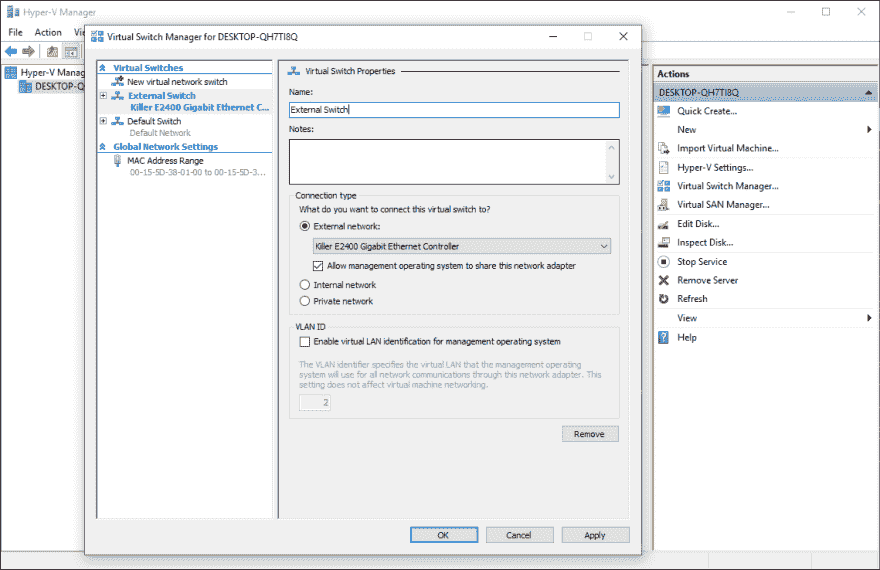 Hyper-V Manager
File Action
Hyper-V Manag
DESKTOP-Q
Virtual Switch Manager for DESKTOP-QH7TI8Q
Virtual Switches
New virtual network switch
External Switch
Killer E2400 Gigabit Ethernet C...
Default Switch
Default Network
Global Network Settings
MAC Address Range
00-15-5D-38-01-00 to 00-15-5D-3...
Virtual Switch Properties
Name:
External Switch
Notes:
Connection type
What do you want to connect this virtual switch to?
External network:
Killer E2400 Gigabit Ethernet Controller
Allow management operating system to share this network adapter
Internal network
Private network
VLAN ID
Enable virtual LAN identification for management operating system
The VLAN identifier specifies the virtual LAN that the management operating
system will use for all network communications through this network adapter. This
setting does not affect virtual machine networking.
2
Remove
OK Cancel Apply
Actions
DESKTOP-QH7TI8Q
Quick Create...
New
Import Virtual Machine...
Hyper-V Settings...
Virtual Switch Manager...
Virtual SAN Manager...
Edit Disk...
Inspect Disk...
Stop Service
Remove Server
Refresh
View
Help